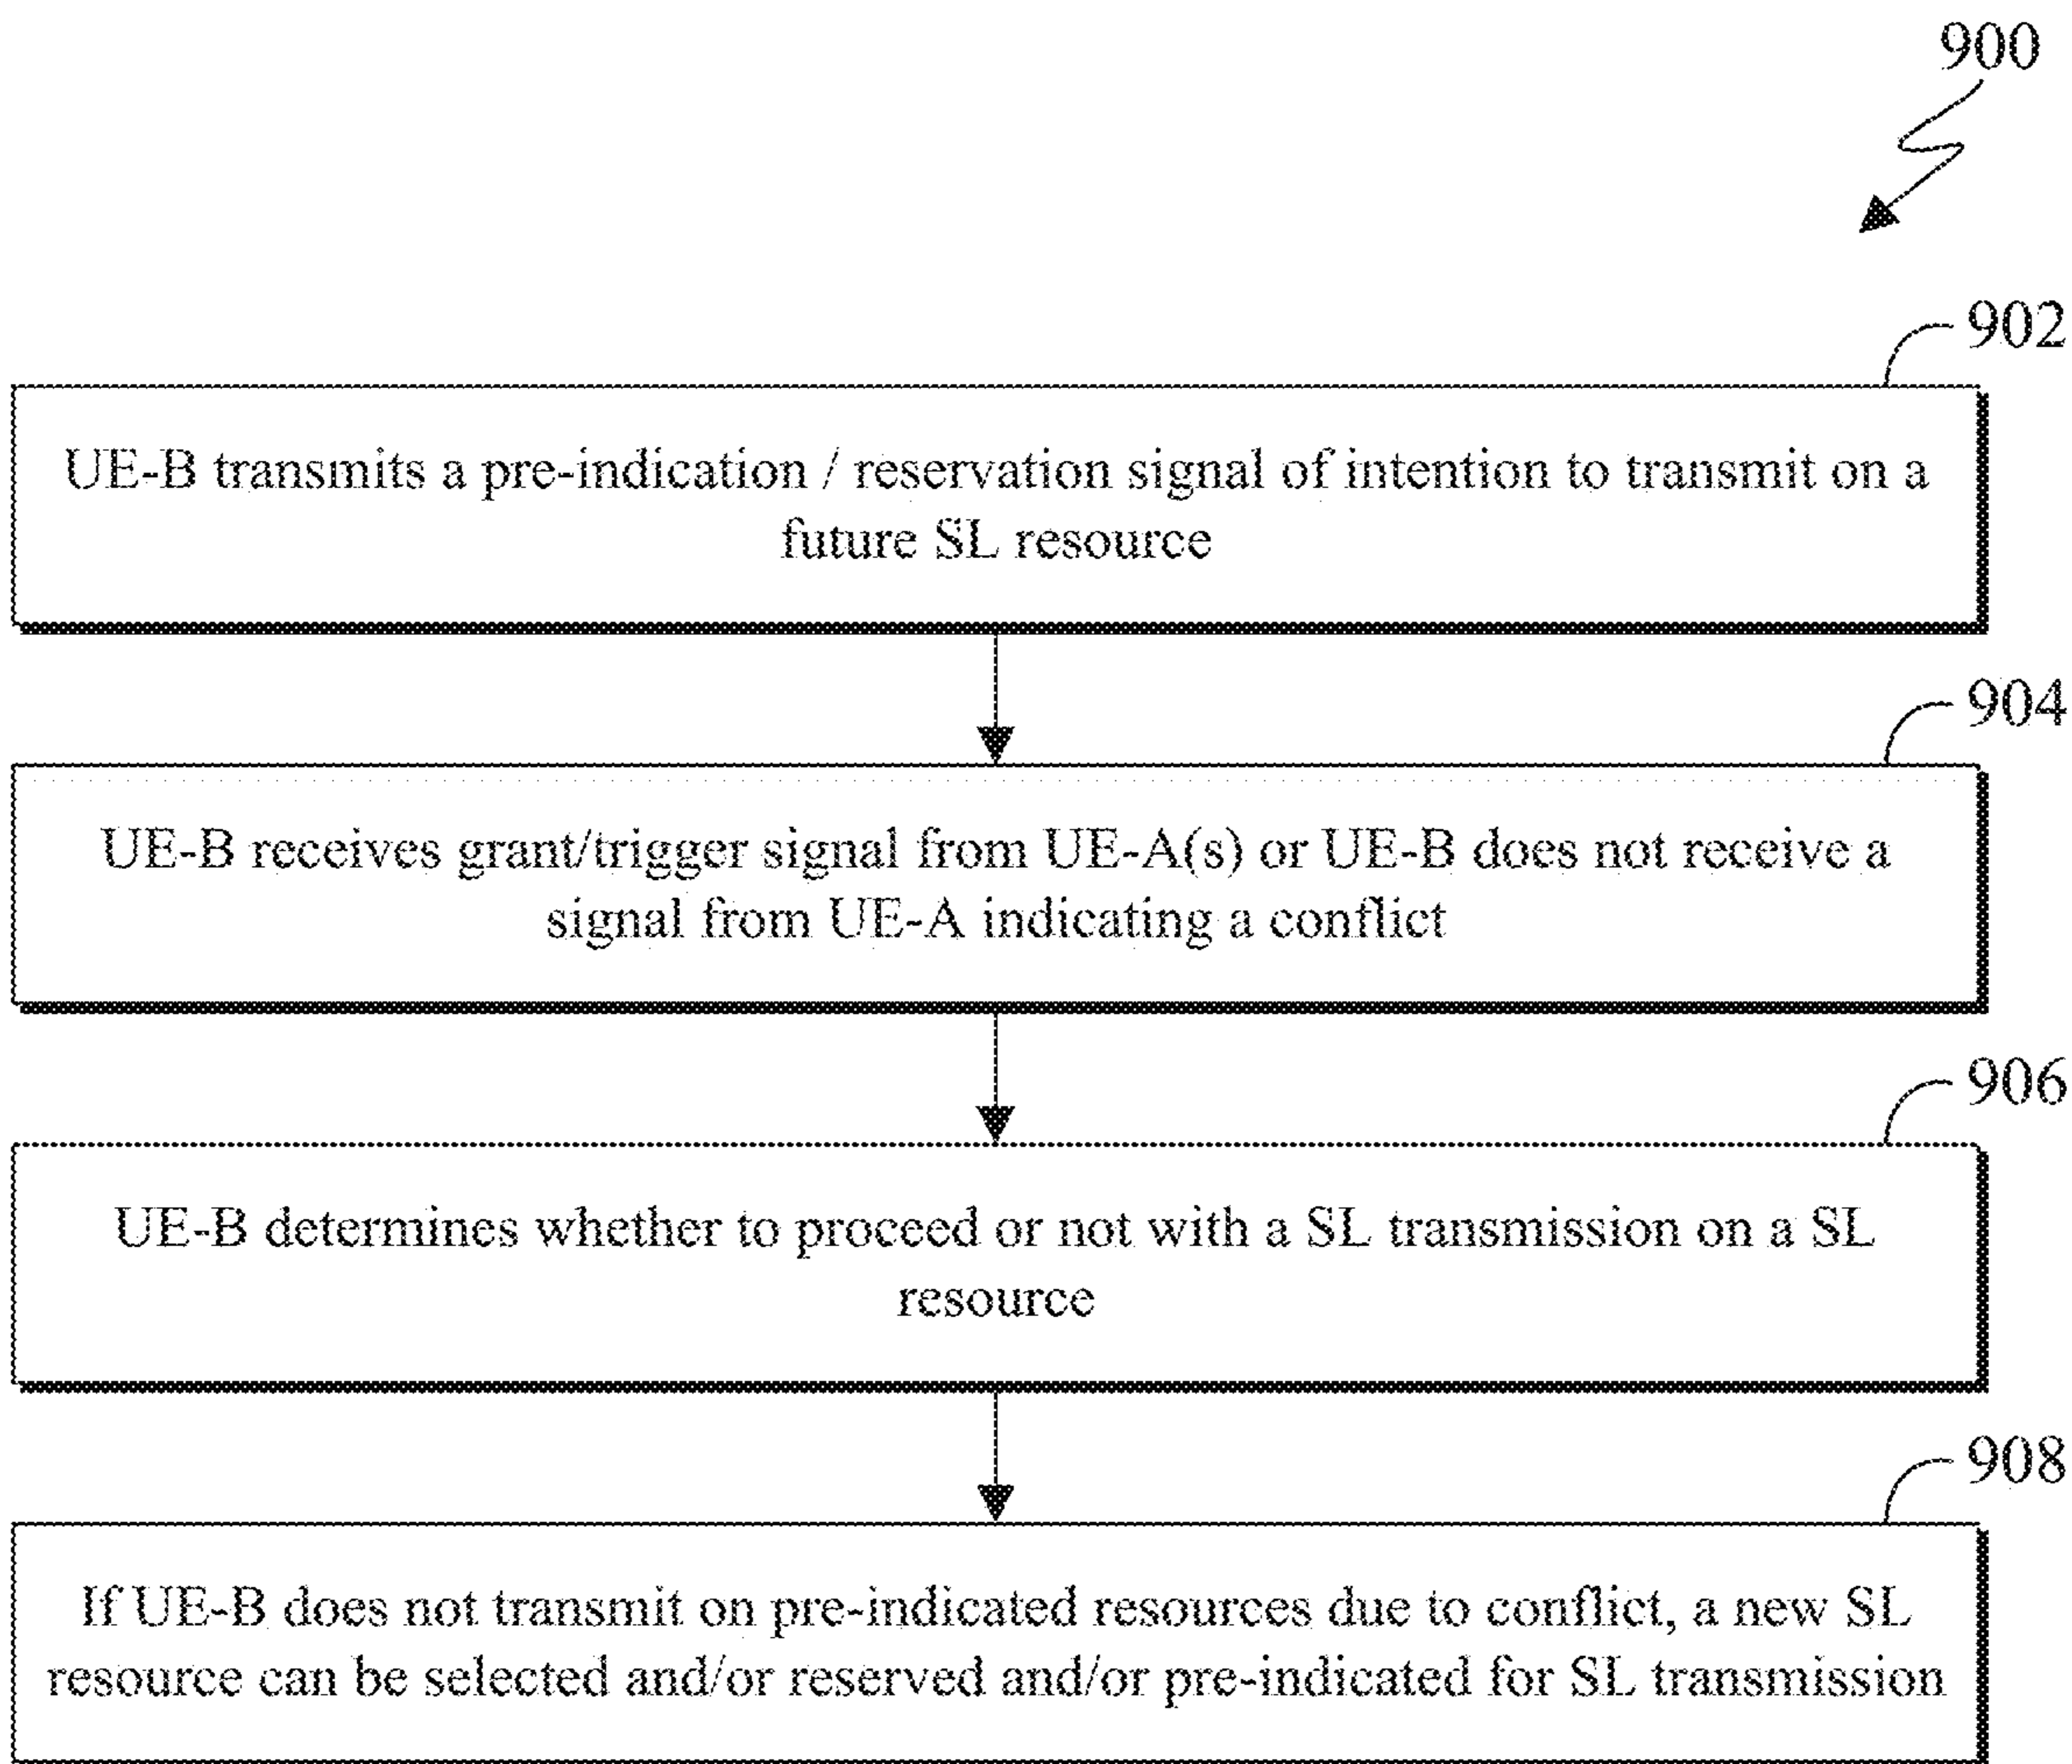 900
902
UE-B transmits a pre-indication / reservation signal of intention to transmit on a
future SL resource
904
UE-B receives grant/trigger signal from UE-A(s) or UE-B does not receive a
signal from UE-A indicating a conflict
906
UE-B determines whether to proceed or not with a SL transmission on a SL
resource
908
If UE-B does not transmit on pre-indicated resources due to conflict, a new SL
resource can be selected and/or reserved and/or pre-indicated for SL transmission